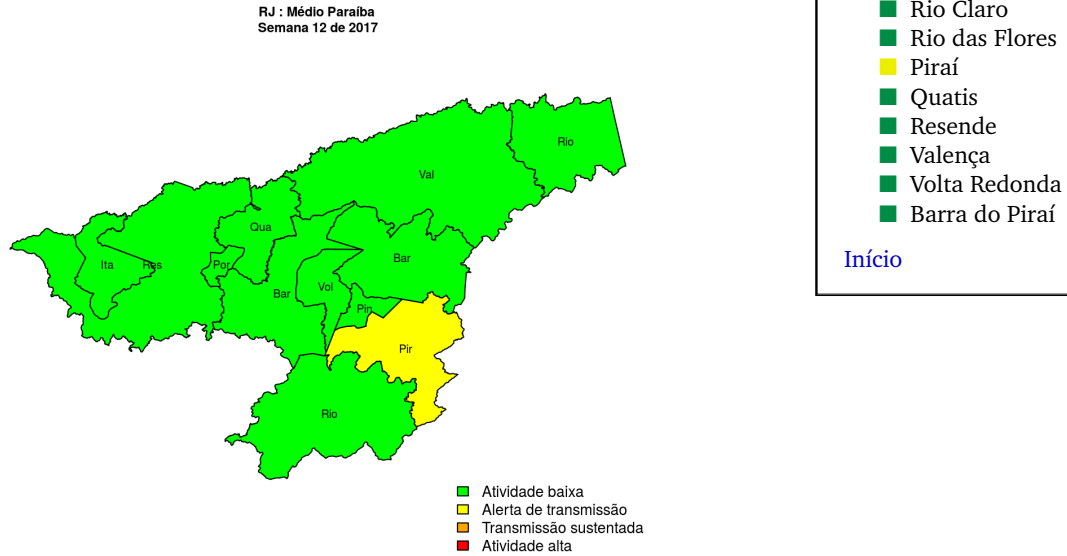 RJ : Médio Paraíba
Semana 12 de 2017
Rio
Val
Qua
Ita
Res
Por
Bar
Bar
Vol
Pin
Pir
Rio
Atividade baixa
Alerta de transmissão
Transmissão sustentada
Atividade alta
Rio Claro
Rio das Flores
Piraí
Quatis
Resende
Valença
Volta Redonda
Barra do Piraí
Início